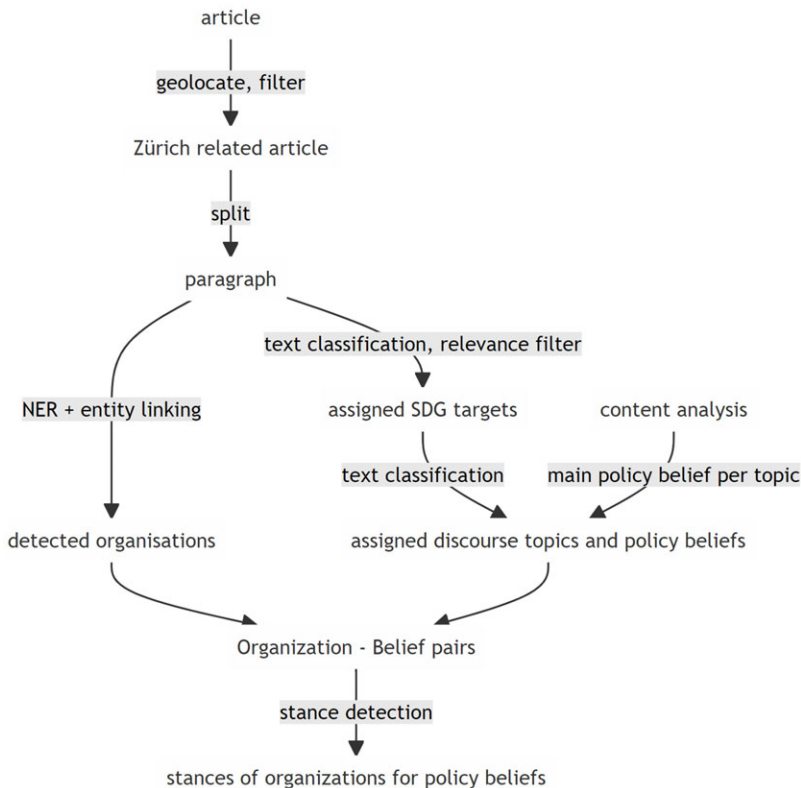 article
geolocate, filter
Zürich related article
split
paragraph
text classification, relevance filter
NER + entity linking
assigned SDG targets
content analysis
text classification
main policy belief per topic
detected organisations
assigned discourse topics and policy beliefs
Organization - Belief pairs
stance detection
stances of organizations for policy beliefs